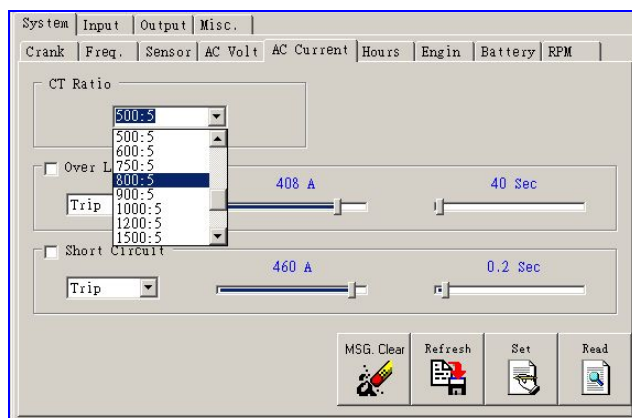 System Input Output Misc.
Crank Freq. Sensor AC Volt AC Current Hours Engin Battery RPM
CT Ratio
500:5
500:5
600:5
750:5
800:5
900:5
1000:5
1200:5
1500:5
Over L
408 A 40 Sec
Trip
Short Circuit
460 A 0.2 Sec
Trip
MSG. Clear Refresh Set Read